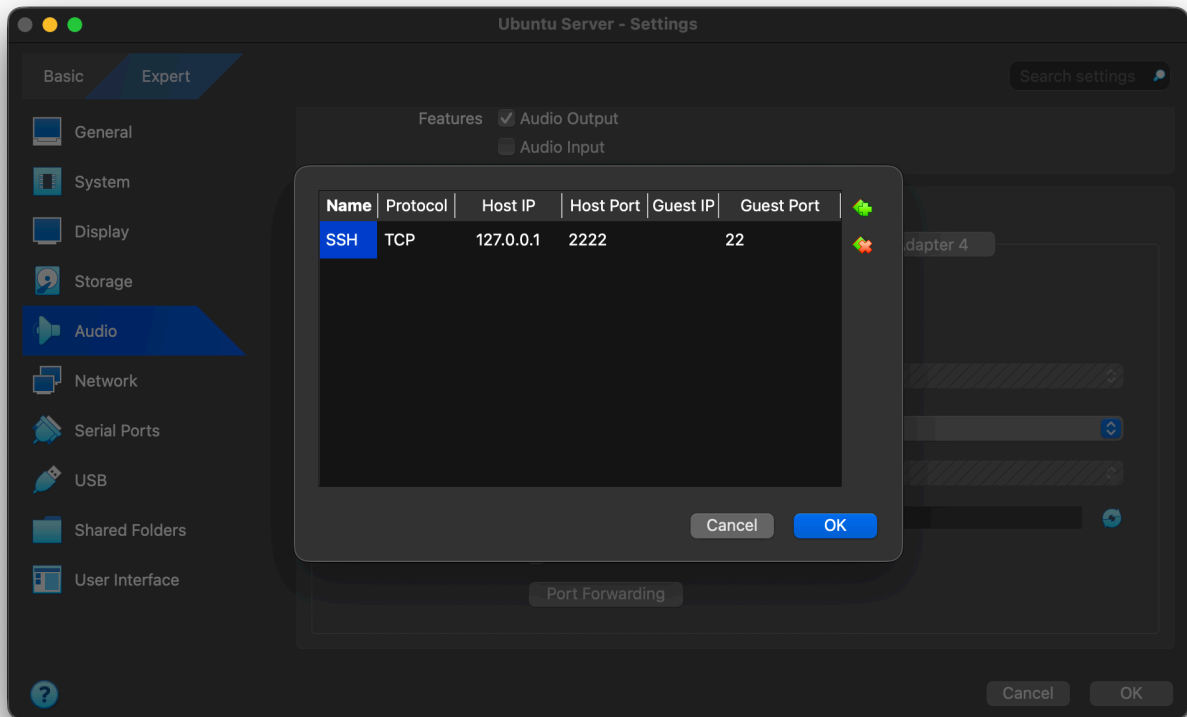 Ubuntu Server - Settings
Basic Expert Search settings
General
System
Display
Storage
Audio
Network
Serial Ports
USB
Shared Folders
User Interface
Features Audio Output
Audio Input
dapter 4
Name Protocol Host IP Host Port Guest IP Guest Port
SSH TCP 127.0.0.1 2222 22
Cancel OK
Port Forwarding
? Cancel OK